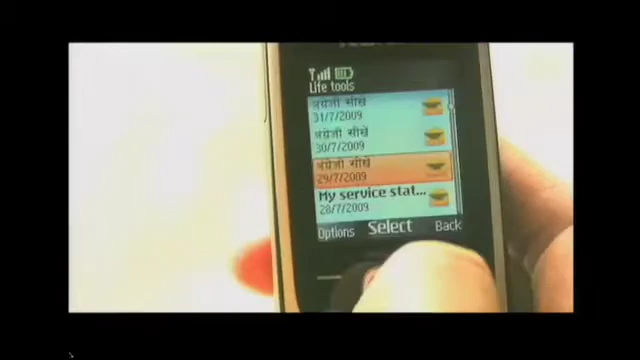 Life tools
अंग्रेजी सीखें
31/7/2009
अंग्रेजी सीखें
30/7/2009
अंग्रेजी सीखें
29/7/2009
My service stat...
28/7/2009
Options Select Back